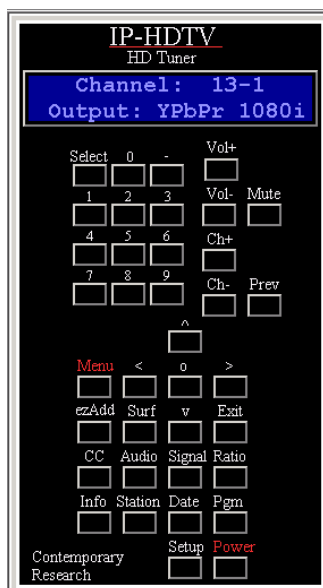 IP-HDTV
HD Tuner
Channel: 13-1
Output: YPbPr 1080i
Vol+
Select 0 -
1 2 3 Vol- Mute
4 5 6 Ch+
7 8 9 Ch- Prev
^
Menu < o >
ezAdd Surf v Exit
CC Audio Signal Ratio
Info Station Date Pgm
Setup Power
Contemporary
Research